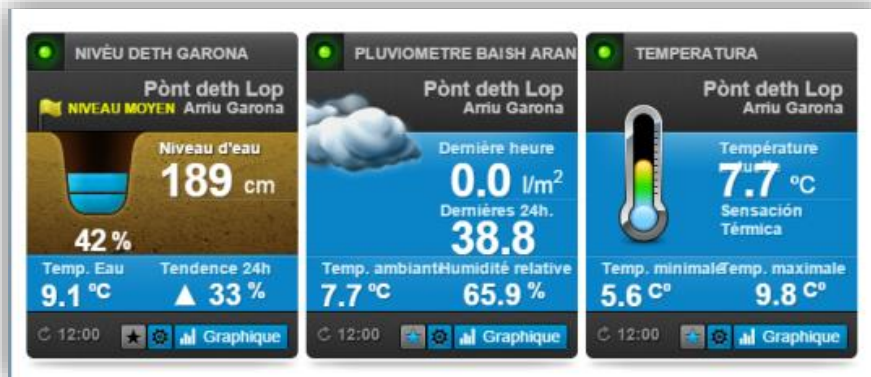 NIVÈU DETH GARONA
Pònt deth Lop
NIVEAU MOYEN Arriu Garona
Niveau d'eau
189 cm
42 %
Temp. Eau Tendence 24h
9.1 ºC ▲ 33 %
12:00 Graphique
PLUVIOMETRE BAISH ARAN
Pònt deth Lop
Arriu Garona
Dernière heure
0.0 l/m²
Dernières 24h.
38.8
Temp. ambiant Humidité relative
7.7 ºC 65.9 %
12:00 Graphique
TEMPERATURA
Pònt deth Lop
Arriu Garona
Température
7.7 ºC
Sensación
Térmica
Temp. minimale Temp. maximale
5.6 Cº 9.8 Cº
12:00 Graphique